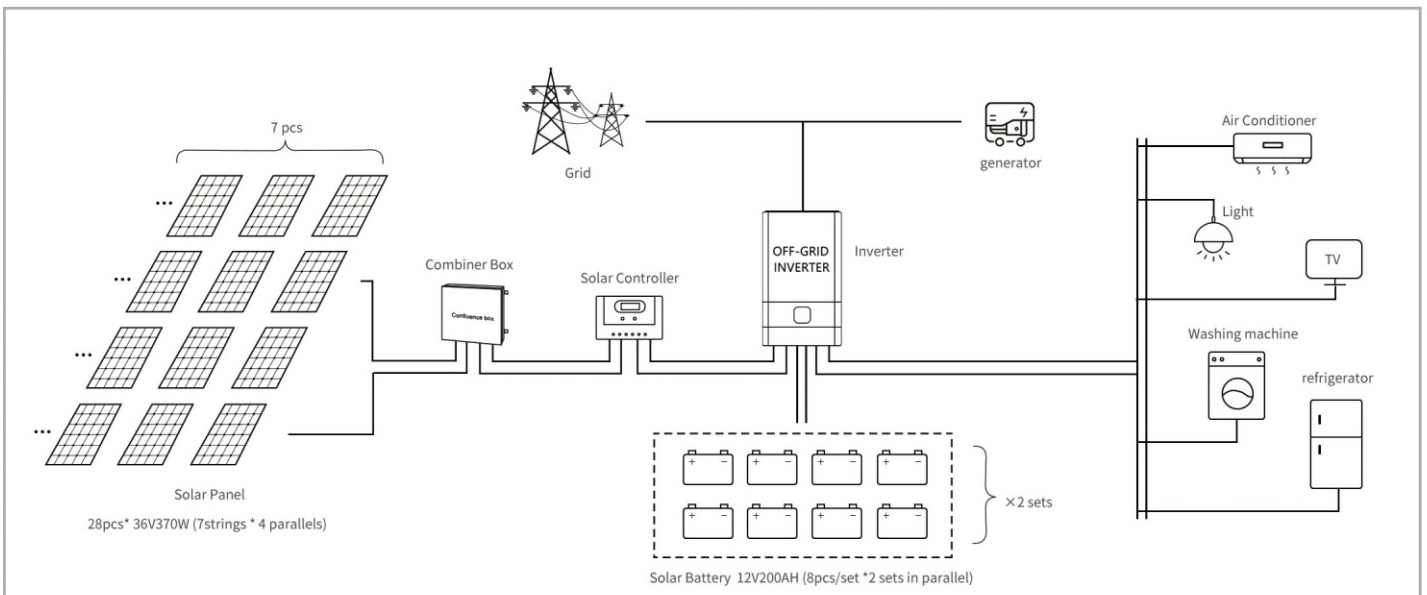 7 pcs
Solar Panel
28pcs* 36V370W (7strings * 4 parallels)
Combiner Box
Confluence box
Solar Controller
Grid
generator
OFF-GRID
INVERTER
Inverter
Solar Battery 12V200AH (8pcs/set *2 sets in parallel)
×2 sets
Air Conditioner
Light
TV
Washing machine
refrigerator